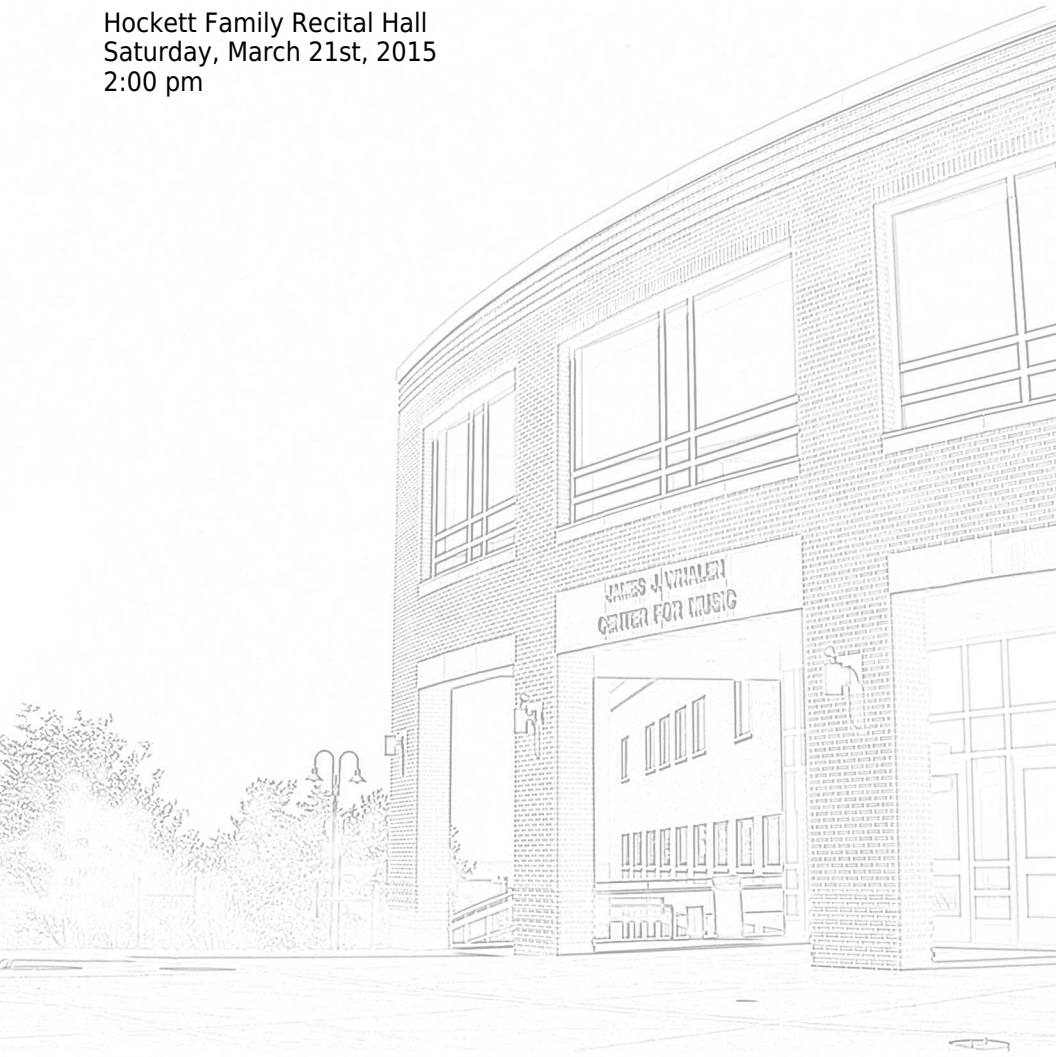 Hockett Family Recital Hall
Saturday, March 21st, 2015
2:00 pm
JAMES J. WHALEN
CENTER FOR MUSIC